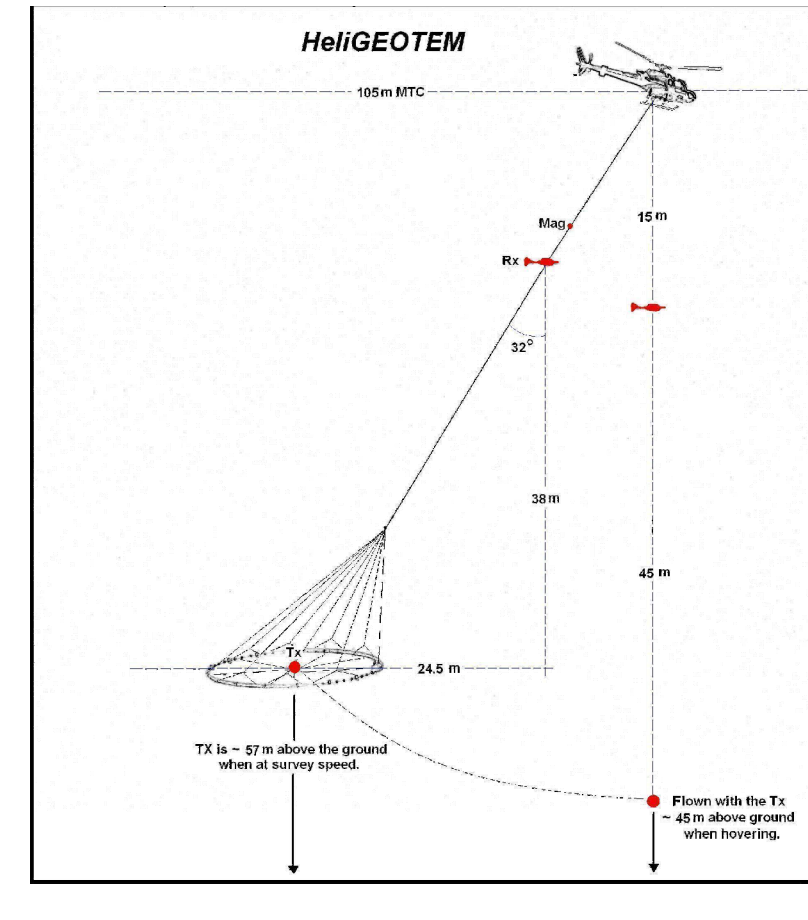 HeliGEOTEM
105 m MTC
15 m
Mag
Rx
32°
38 m
45 m
Tx
24.5 m
TX is ~ 57 m above the ground
when at survey speed.
Flown with the Tx
~ 45 m above ground
when hovering.